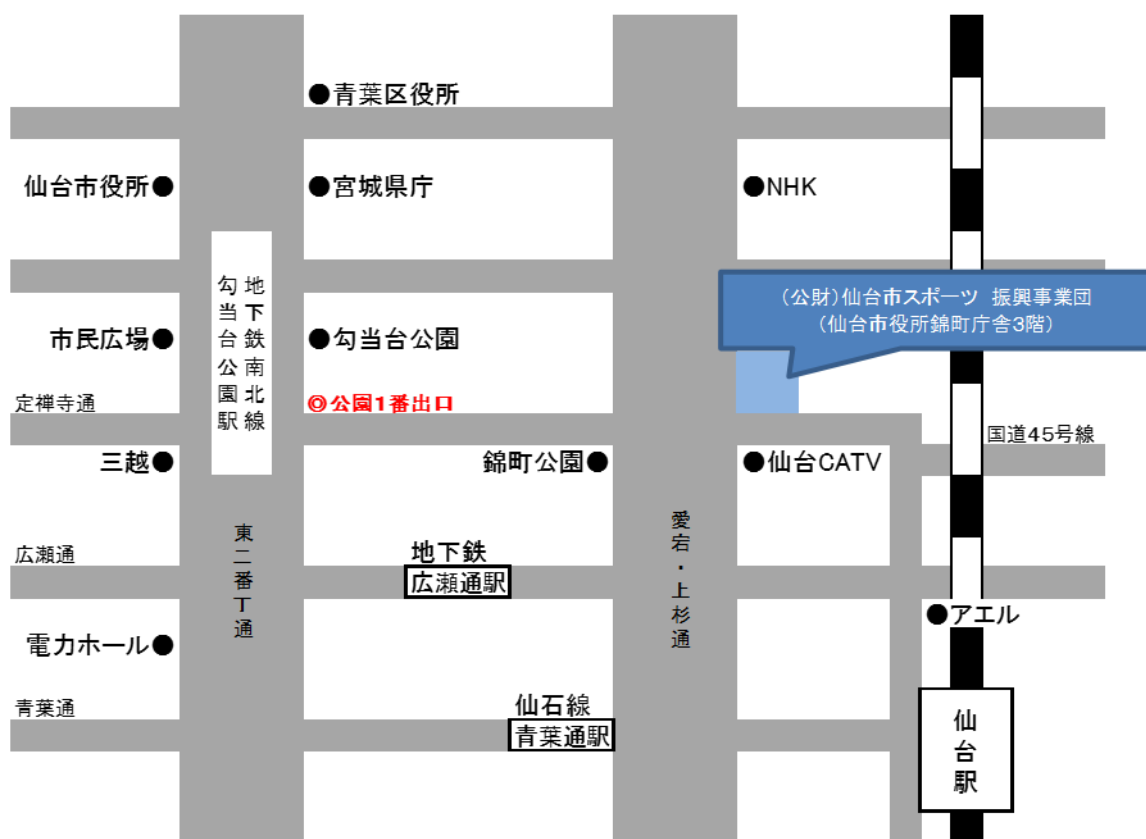 ●青葉区役所
仙台市役所●
●宮城県庁
●NHK
地下鉄南北線
勾当台公園駅
(公財)仙台市スポーツ 振興事業団
(仙台市役所錦町庁舎3階)
市民広場●
●勾当台公園
定禅寺通
◎公園1番出口
国道45号線
三越●
錦町公園●
●仙台CATV
東二番丁通
愛宕・上杉通
広瀬通
地下鉄
広瀬通駅
●アエル
電力ホール●
青葉通
仙石線
青葉通駅
仙台駅